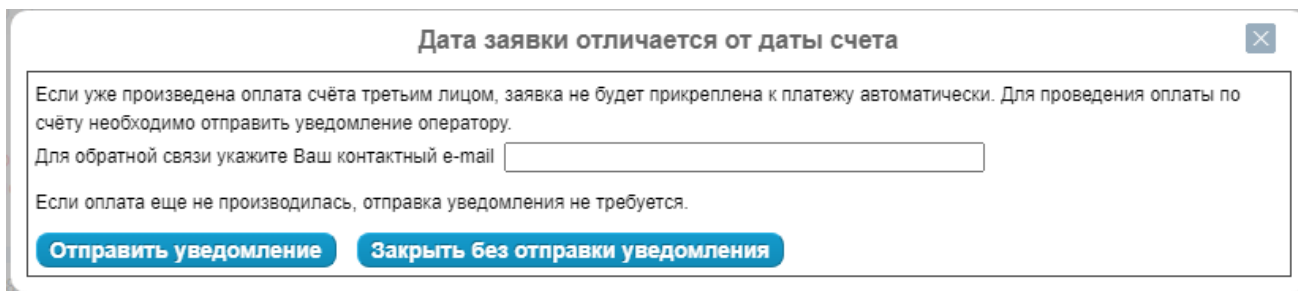 Дата заявки отличается от даты счета
Если уже произведена оплата счёта третьим лицом, заявка не будет прикреплена к платежу автоматически. Для проведения оплаты по
счёту необходимо отправить уведомление оператору.
Для обратной связи укажите Ваш контактный e-mail
Если оплата еще не производилась, отправка уведомления не требуется.
Отправить уведомление Закрыть без отправки уведомления